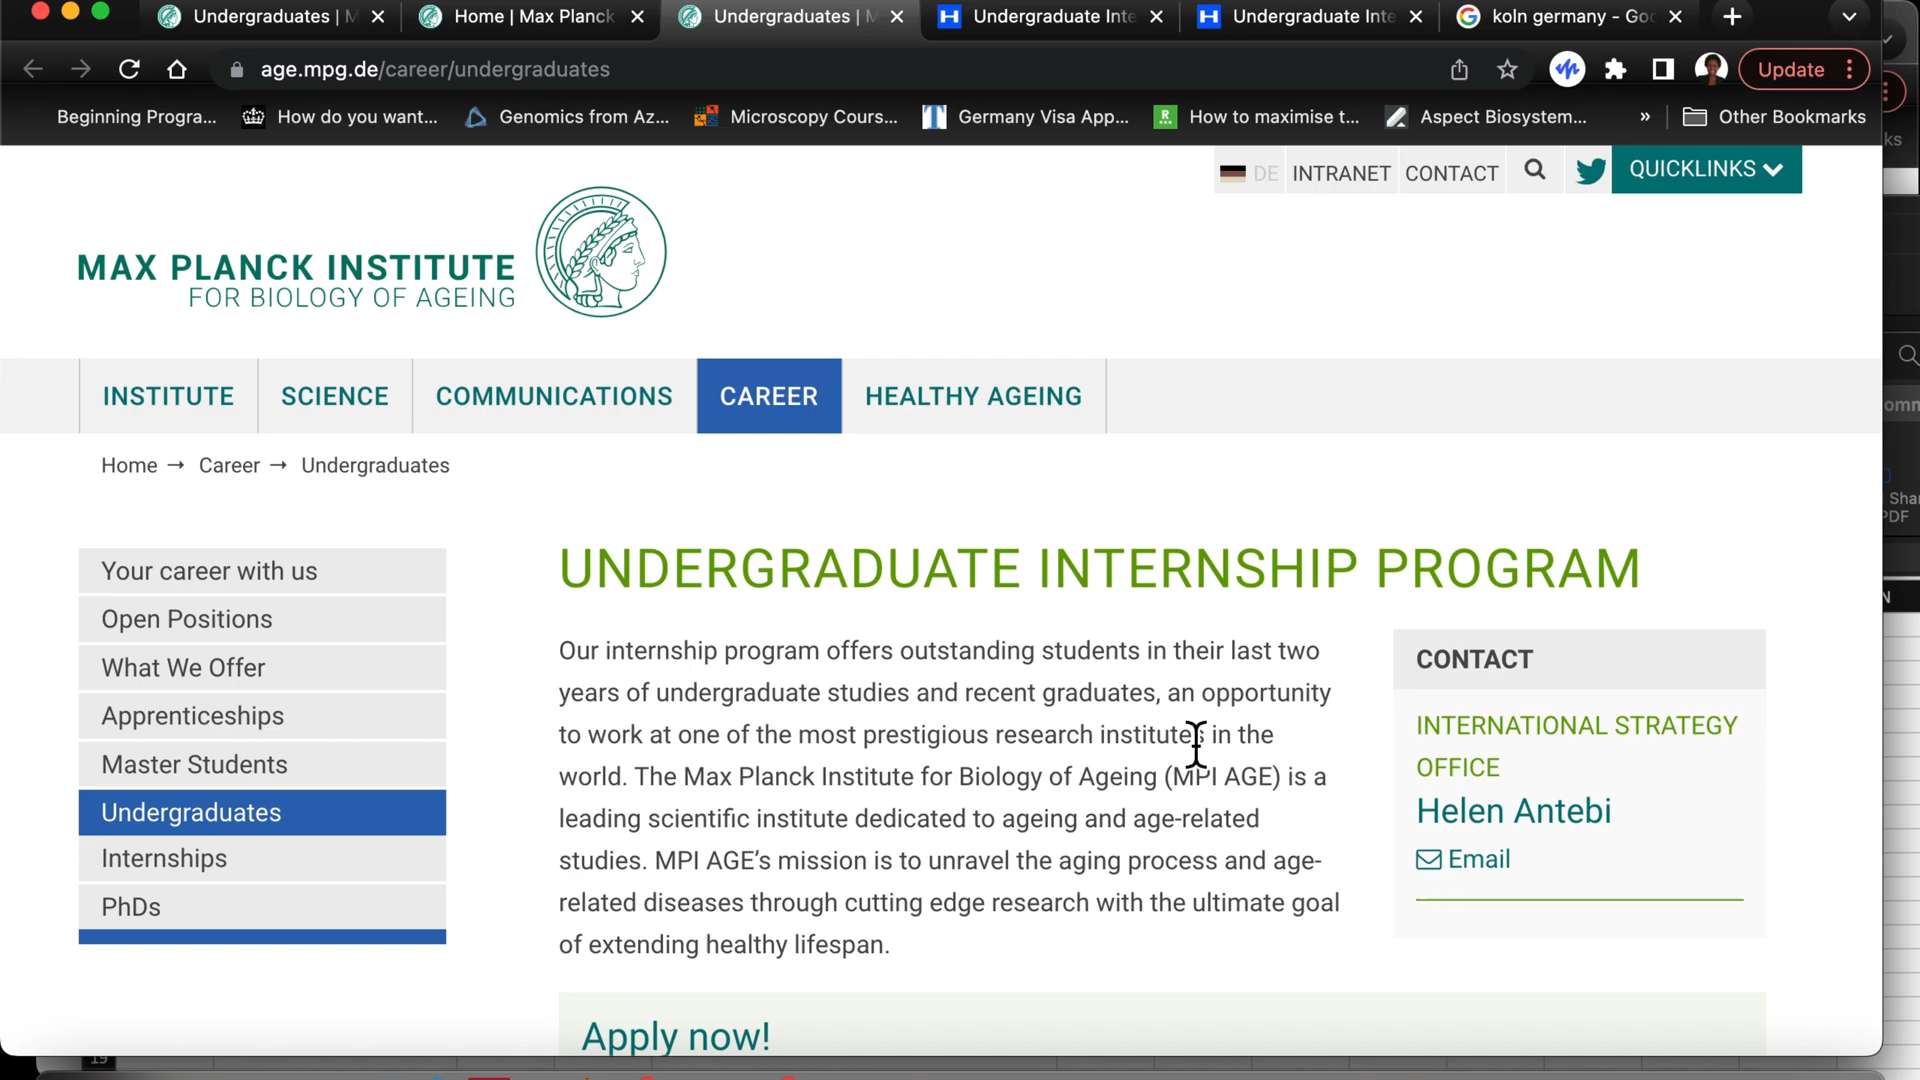 Undergraduates | M
Home | Max Planck
Undergraduates | M
Undergraduate Inte
Undergraduate Inte
koln germany - Goo
age.mpg.de/career/undergraduates
Update
Beginning Progra...
How do you want...
Genomics from Az...
Microscopy Cours...
Germany Visa App...
How to maximise t...
Aspect Biosystem...
»
Other Bookmarks
ks
DE
INTRANET
CONTACT
QUICKLINKS
MAX PLANCK INSTITUTE
FOR BIOLOGY OF AGEING
INSTITUTE
SCIENCE
COMMUNICATIONS
CAREER
HEALTHY AGEING
omm
Home → Career → Undergraduates
Sha
PDF
Your career with us
Open Positions
What We Offer
Apprenticeships
Master Students
Undergraduates
Internships
PhDs
UNDERGRADUATE INTERNSHIP PROGRAM
N
Our internship program offers outstanding students in their last two
years of undergraduate studies and recent graduates, an opportunity
to work at one of the most prestigious research institutes in the
world. The Max Planck Institute for Biology of Ageing (MPI AGE) is a
leading scientific institute dedicated to ageing and age-related
studies. MPI AGE's mission is to unravel the aging process and age-
related diseases through cutting edge research with the ultimate goal
of extending healthy lifespan.
CONTACT
INTERNATIONAL STRATEGY
OFFICE
Helen Antebi
Email
Apply now!
19